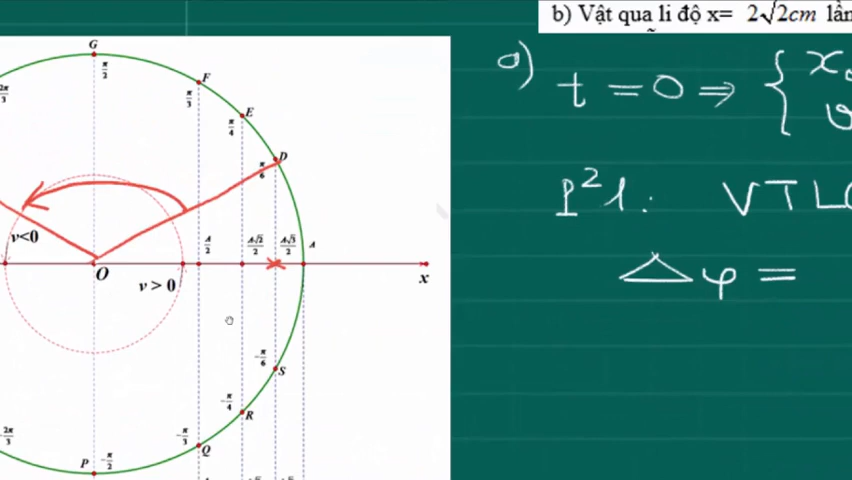 b) Vật qua li độ x= 2√2cm lần
a)
t = 0 ⇒ {
P²1: VTLG
Δφ =
G
π/2
F
2π/3
π/3
E
π/4
D
π/6
v<0
A/2
A√2/2
A√3/2
A
O
v > 0
x
-π/6
S
-π/4
R
-2π/3
P
-π/2
-π/3
Q